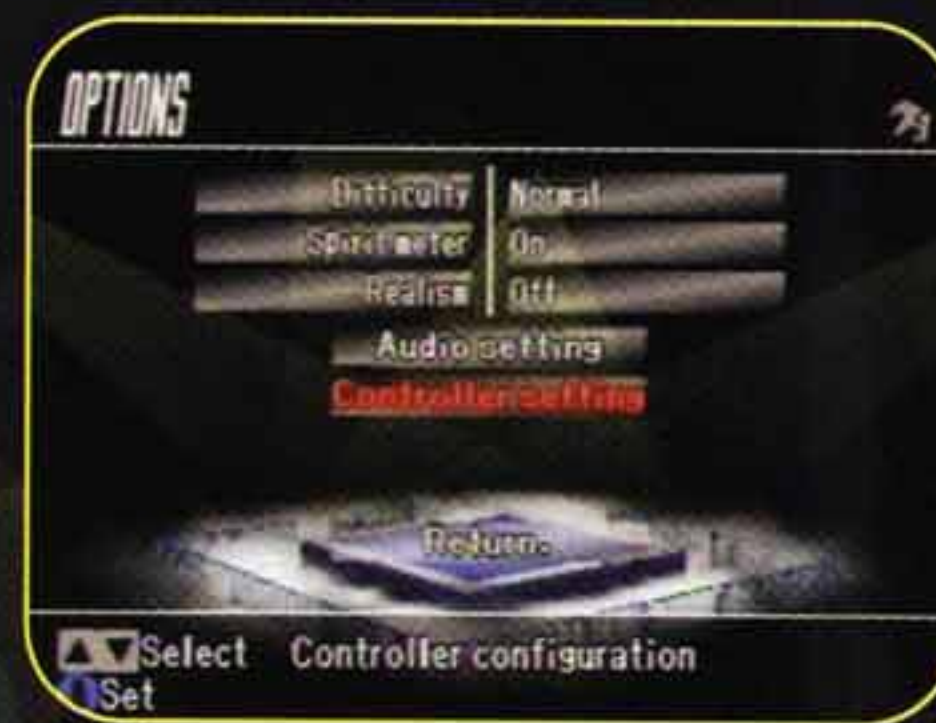 OPTIONS
Difficulty Normal
Spirit meter On
Realism Off
Audio setting
Controller setting
Return.
Select Controller configuration
Set